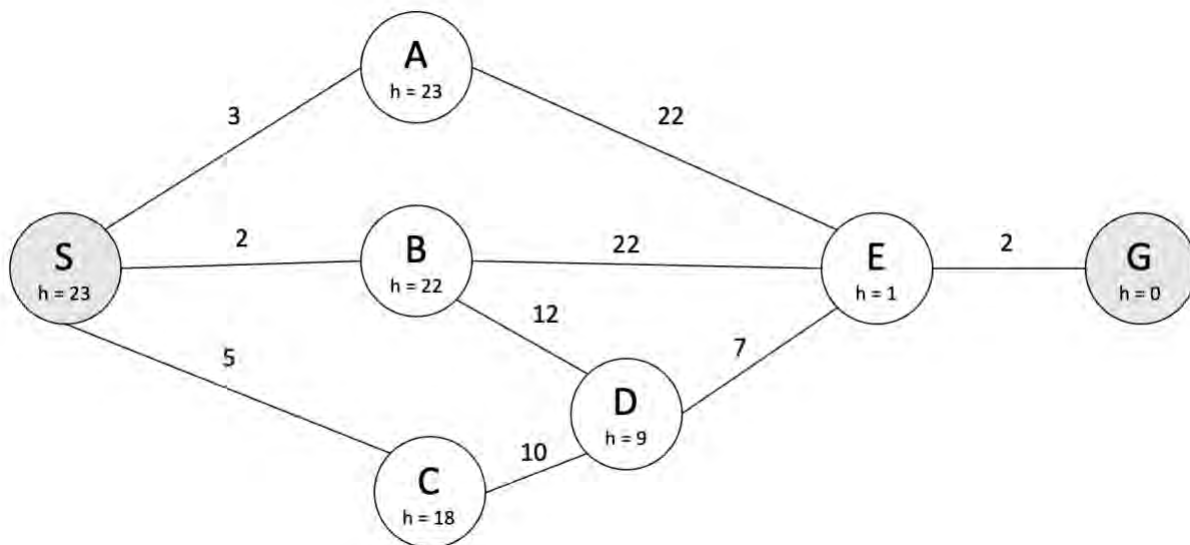 A
h = 23
3
22
S
h = 23
2
B
h = 22
22
E
h = 1
2
G
h = 0
12
5
7
D
h = 9
10
C
h = 18